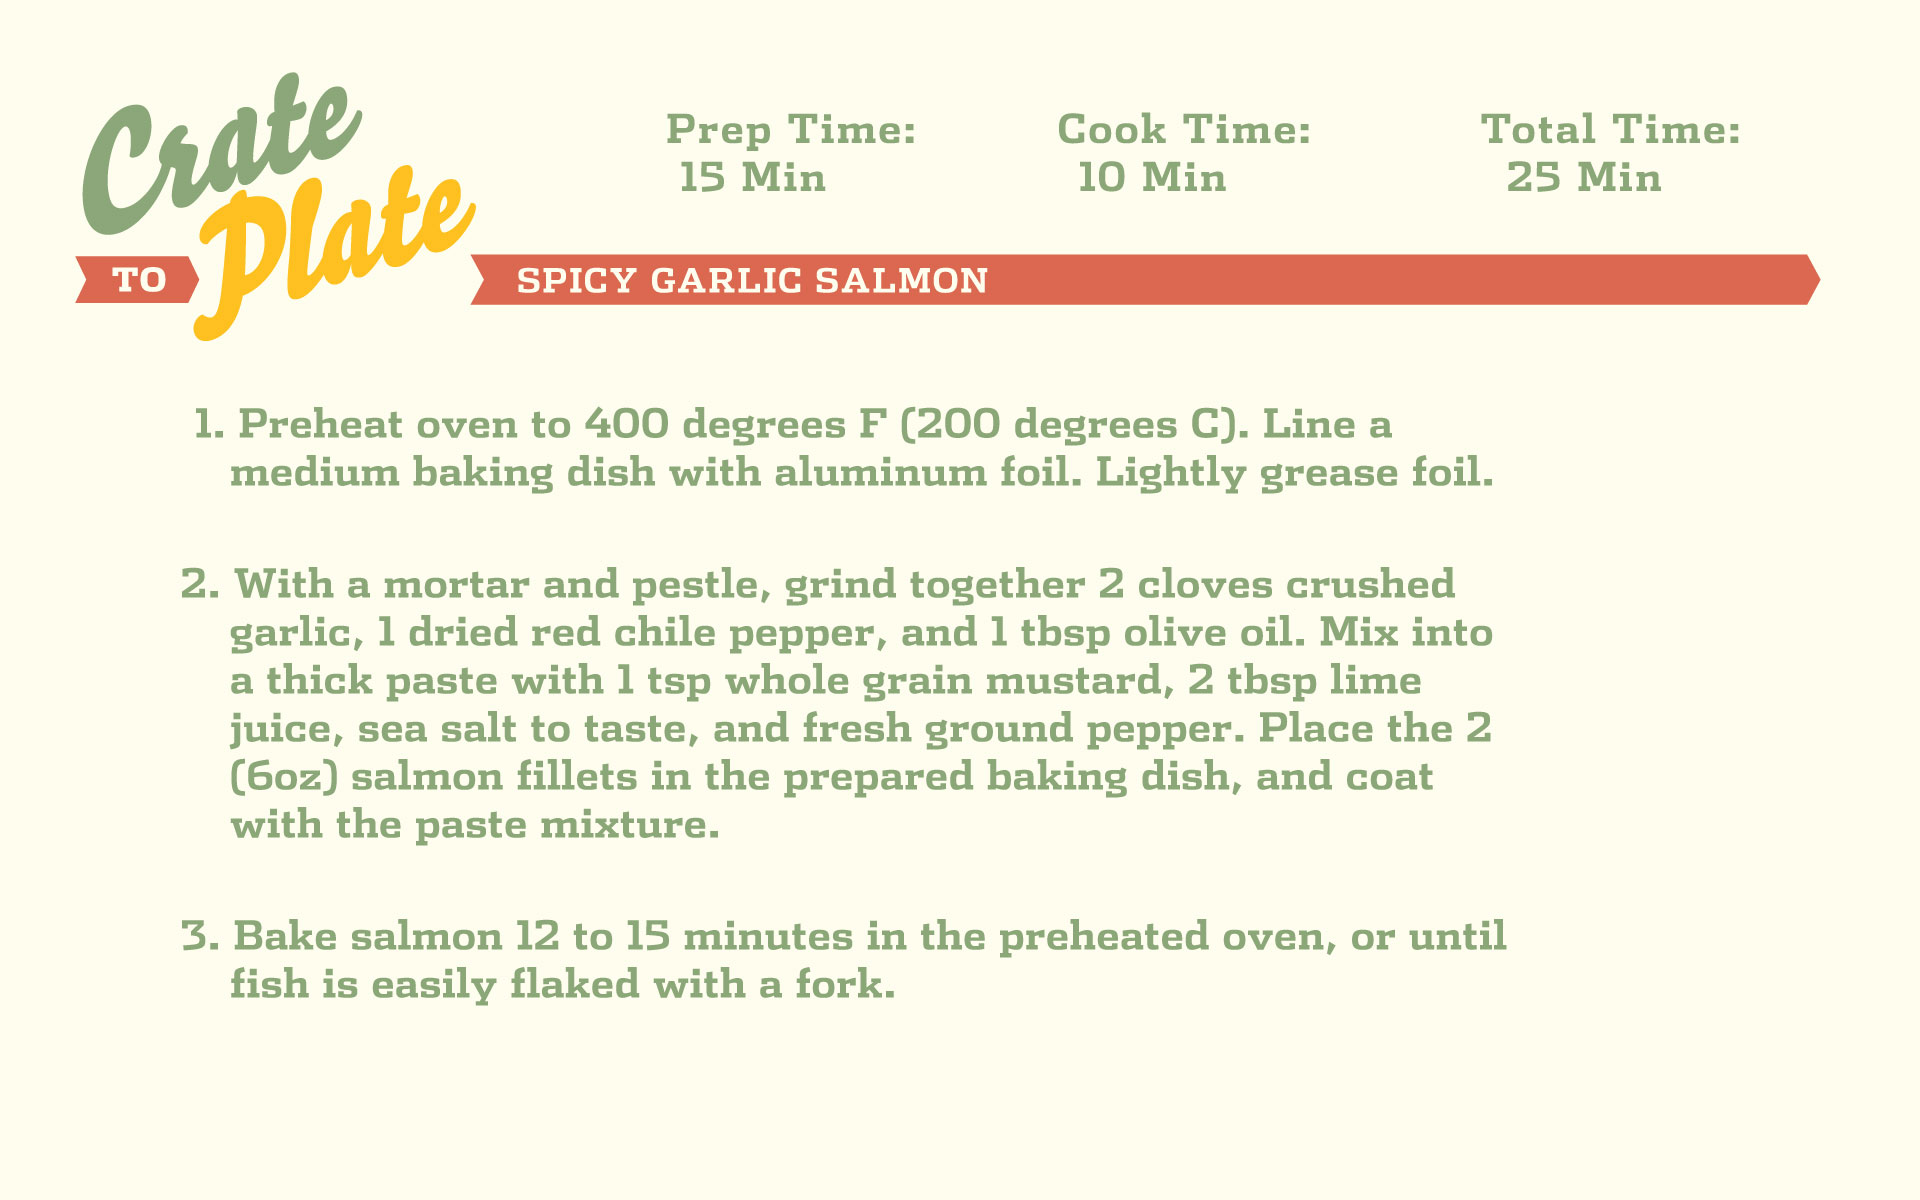 Crate
TO
Plate
Prep Time:
15 Min
Cook Time:
10 Min
Total Time:
25 Min
SPICY GARLIC SALMON
1. Preheat oven to 400 degrees F (200 degrees C). Line a
medium baking dish with aluminum foil. Lightly grease foil.
2. With a mortar and pestle, grind together 2 cloves crushed
garlic, 1 dried red chile pepper, and 1 tbsp olive oil. Mix into
a thick paste with 1 tsp whole grain mustard, 2 tbsp lime
juice, sea salt to taste, and fresh ground pepper. Place the 2
(6oz) salmon fillets in the prepared baking dish, and coat
with the paste mixture.
3. Bake salmon 12 to 15 minutes in the preheated oven, or until
fish is easily flaked with a fork.